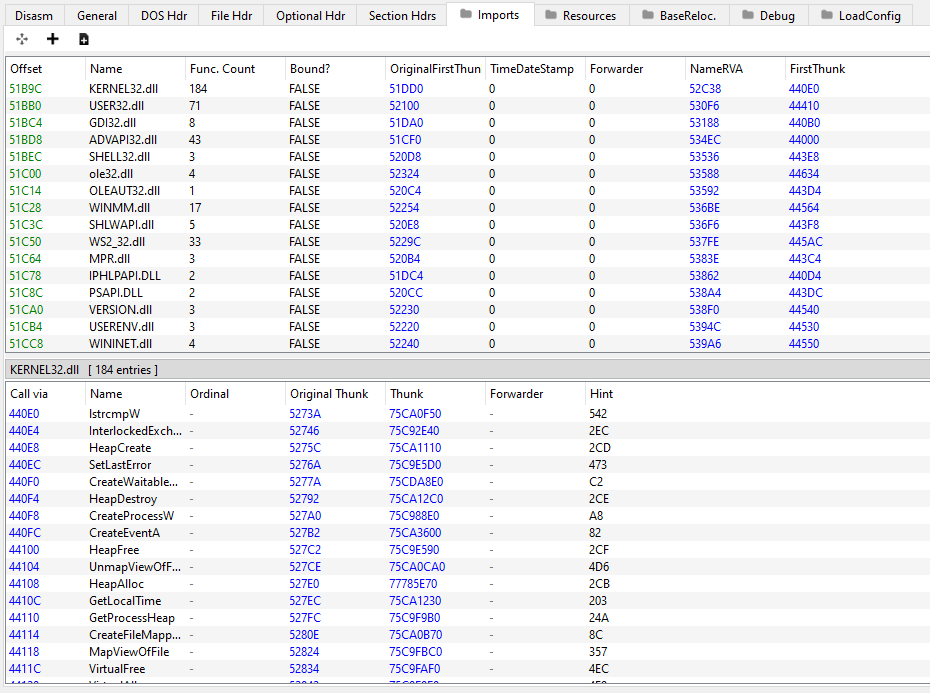 Disasm General DOS Hdr File Hdr Optional Hdr Section Hdrs Imports Resources BaseReloc. Debug LoadConfig
Offset Name Func. Count Bound? OriginalFirstThun TimeDateStamp Forwarder NameRVA FirstThunk
51B9C KERNEL32.dll 184 FALSE 51DD0 0 0 52C38 440E0
51BB0 USER32.dll 71 FALSE 52100 0 0 530F6 44410
51BC4 GDI32.dll 8 FALSE 51DA0 0 0 53188 440B0
51BD8 ADVAPI32.dll 43 FALSE 51CF0 0 0 534EC 44000
51BEC SHELL32.dll 3 FALSE 520D8 0 0 53536 443E8
51C00 ole32.dll 4 FALSE 52324 0 0 53588 44634
51C14 OLEAUT32.dll 1 FALSE 520C4 0 0 53592 443D4
51C28 WINMM.dll 17 FALSE 52254 0 0 536BE 44564
51C3C SHLWAPI.dll 5 FALSE 520E8 0 0 536F6 443F8
51C50 WS2_32.dll 33 FALSE 5229C 0 0 537FE 445AC
51C64 MPR.dll 3 FALSE 520B4 0 0 5383E 443C4
51C78 IPHLPAPI.DLL 2 FALSE 51DC4 0 0 53862 440D4
51C8C PSAPI.DLL 2 FALSE 520CC 0 0 538A4 443DC
51CA0 VERSION.dll 3 FALSE 52230 0 0 538F0 44540
51CB4 USERENV.dll 3 FALSE 52220 0 0 5394C 44530
51CC8 WININET.dll 4 FALSE 52240 0 0 539A6 44550
KERNEL32.dll [ 184 entries ]
Call via Name Ordinal Original Thunk Thunk Forwarder Hint
440E0 lstrcmpW - 5273A 75CA0F50 - 542
440E4 InterlockedExch... - 52746 75C92E40 - 2EC
440E8 HeapCreate - 5275C 75CA1110 - 2CD
440EC SetLastError - 5276A 75C9E5D0 - 473
440F0 CreateWaitable... - 5277A 75CDA8E0 - C2
440F4 HeapDestroy - 52792 75CA12C0 - 2CE
440F8 CreateProcessW - 527A0 75C988E0 - A8
440FC CreateEventA - 527B2 75CA3600 - 82
44100 HeapFree - 527C2 75C9E590 - 2CF
44104 UnmapViewOfF... - 527CE 75CA0CA0 - 4D6
44108 HeapAlloc - 527E0 77785E70 - 2CB
4410C GetLocalTime - 527EC 75CA1230 - 203
44110 GetProcessHeap - 527FC 75C9F9B0 - 24A
44114 CreateFileMapp... - 5280E 75CA0B70 - 8C
44118 MapViewOfFile - 52824 75C9FBC0 - 357
4411C VirtualFree - 52834 75C9FAF0 - 4EC